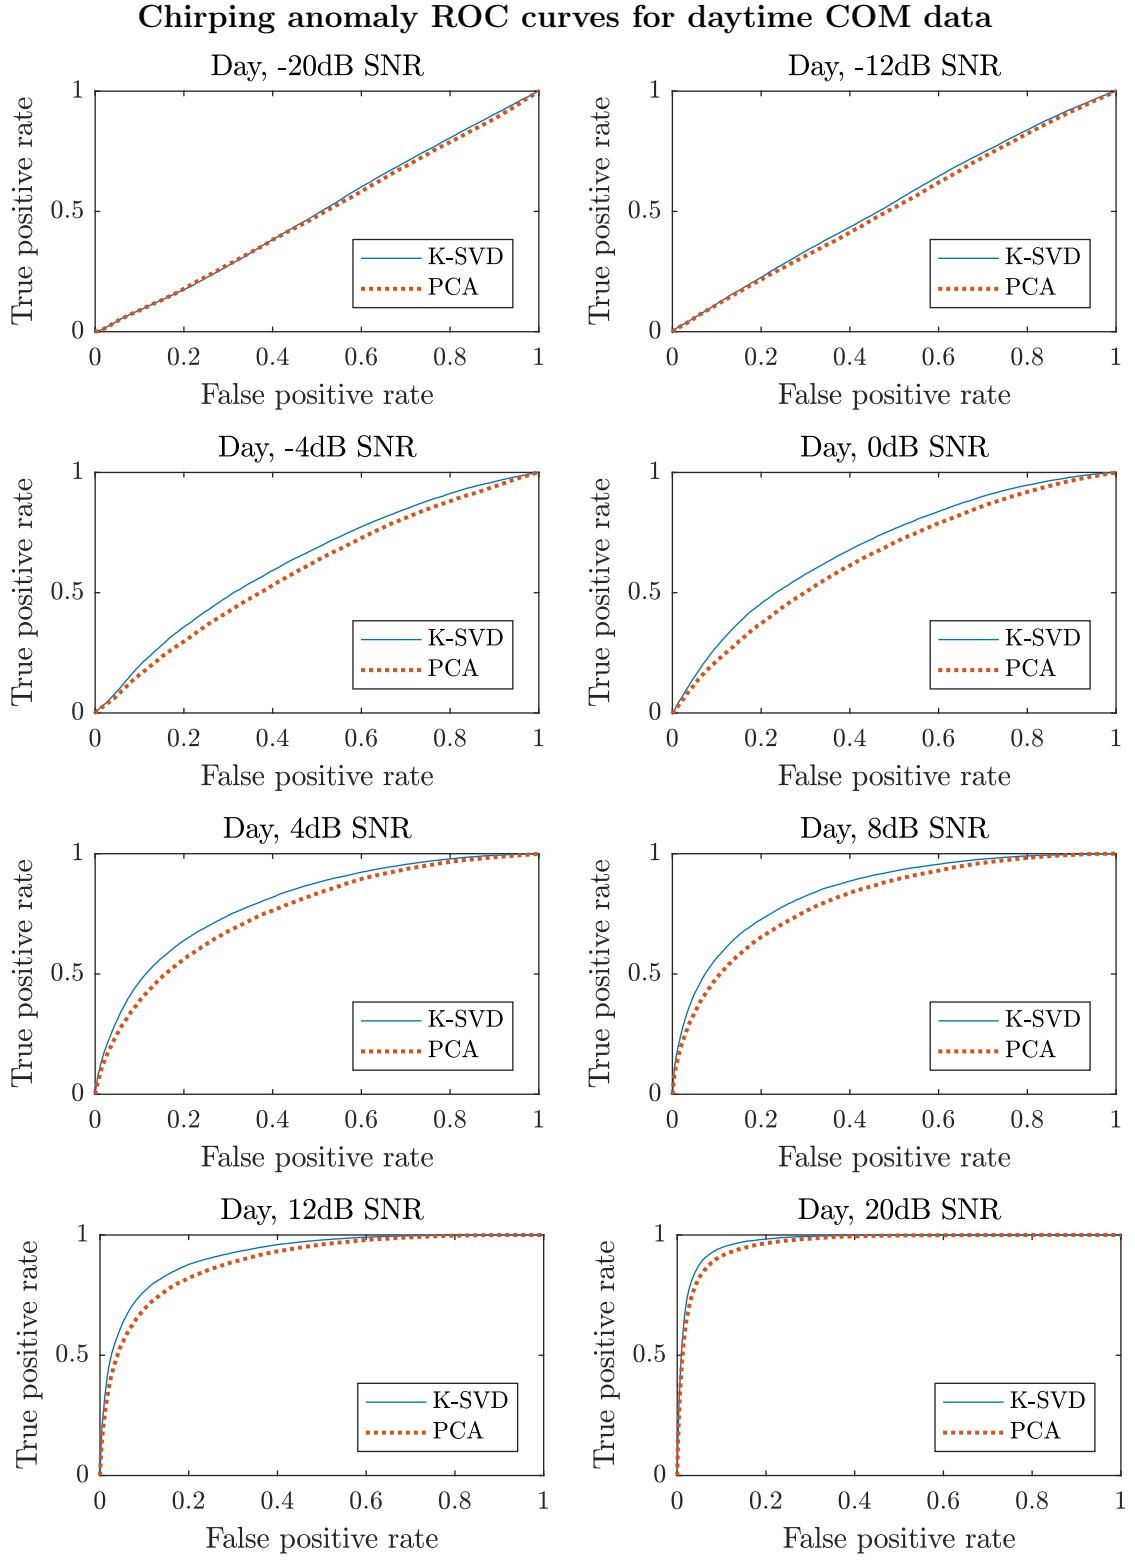 Chirping anomaly ROC curves for daytime COM data
Day, -20dB SNR
True positive rate
1
0.5
0
0 0.2 0.4 0.6 0.8 1
False positive rate
K-SVD
PCA
Day, -12dB SNR
True positive rate
1
0.5
0
0 0.2 0.4 0.6 0.8 1
False positive rate
K-SVD
PCA
Day, -4dB SNR
True positive rate
1
0.5
0
0 0.2 0.4 0.6 0.8 1
False positive rate
K-SVD
PCA
Day, 0dB SNR
True positive rate
1
0.5
0
0 0.2 0.4 0.6 0.8 1
False positive rate
K-SVD
PCA
Day, 4dB SNR
True positive rate
1
0.5
0
0 0.2 0.4 0.6 0.8 1
False positive rate
K-SVD
PCA
Day, 8dB SNR
True positive rate
1
0.5
0
0 0.2 0.4 0.6 0.8 1
False positive rate
K-SVD
PCA
Day, 12dB SNR
True positive rate
1
0.5
0
0 0.2 0.4 0.6 0.8 1
False positive rate
K-SVD
PCA
Day, 20dB SNR
True positive rate
1
0.5
0
0 0.2 0.4 0.6 0.8 1
False positive rate
K-SVD
PCA